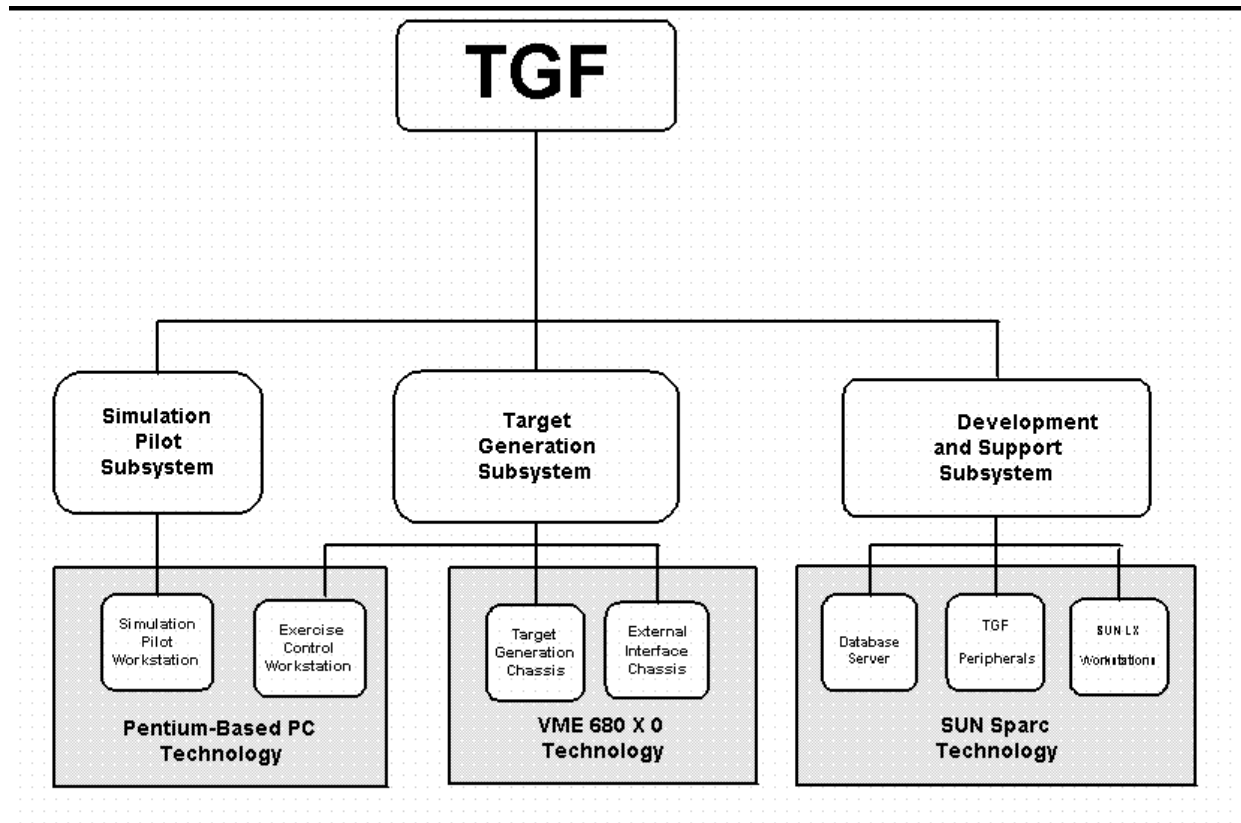 TGF
Simulation
Pilot
Subsystem
Target
Generation
Subsystem
Development
and Support
Subsystem
Simulation
Pilot
Workstation
Exercise
Control
Workstation
Pentium-Based PC
Technology
Target
Generation
Chassis
External
Interface
Chassis
VME 680 X 0
Technology
Database
Server
TGF
Peripherals
SUN LX
Workstations
SUN Sparc
Technology